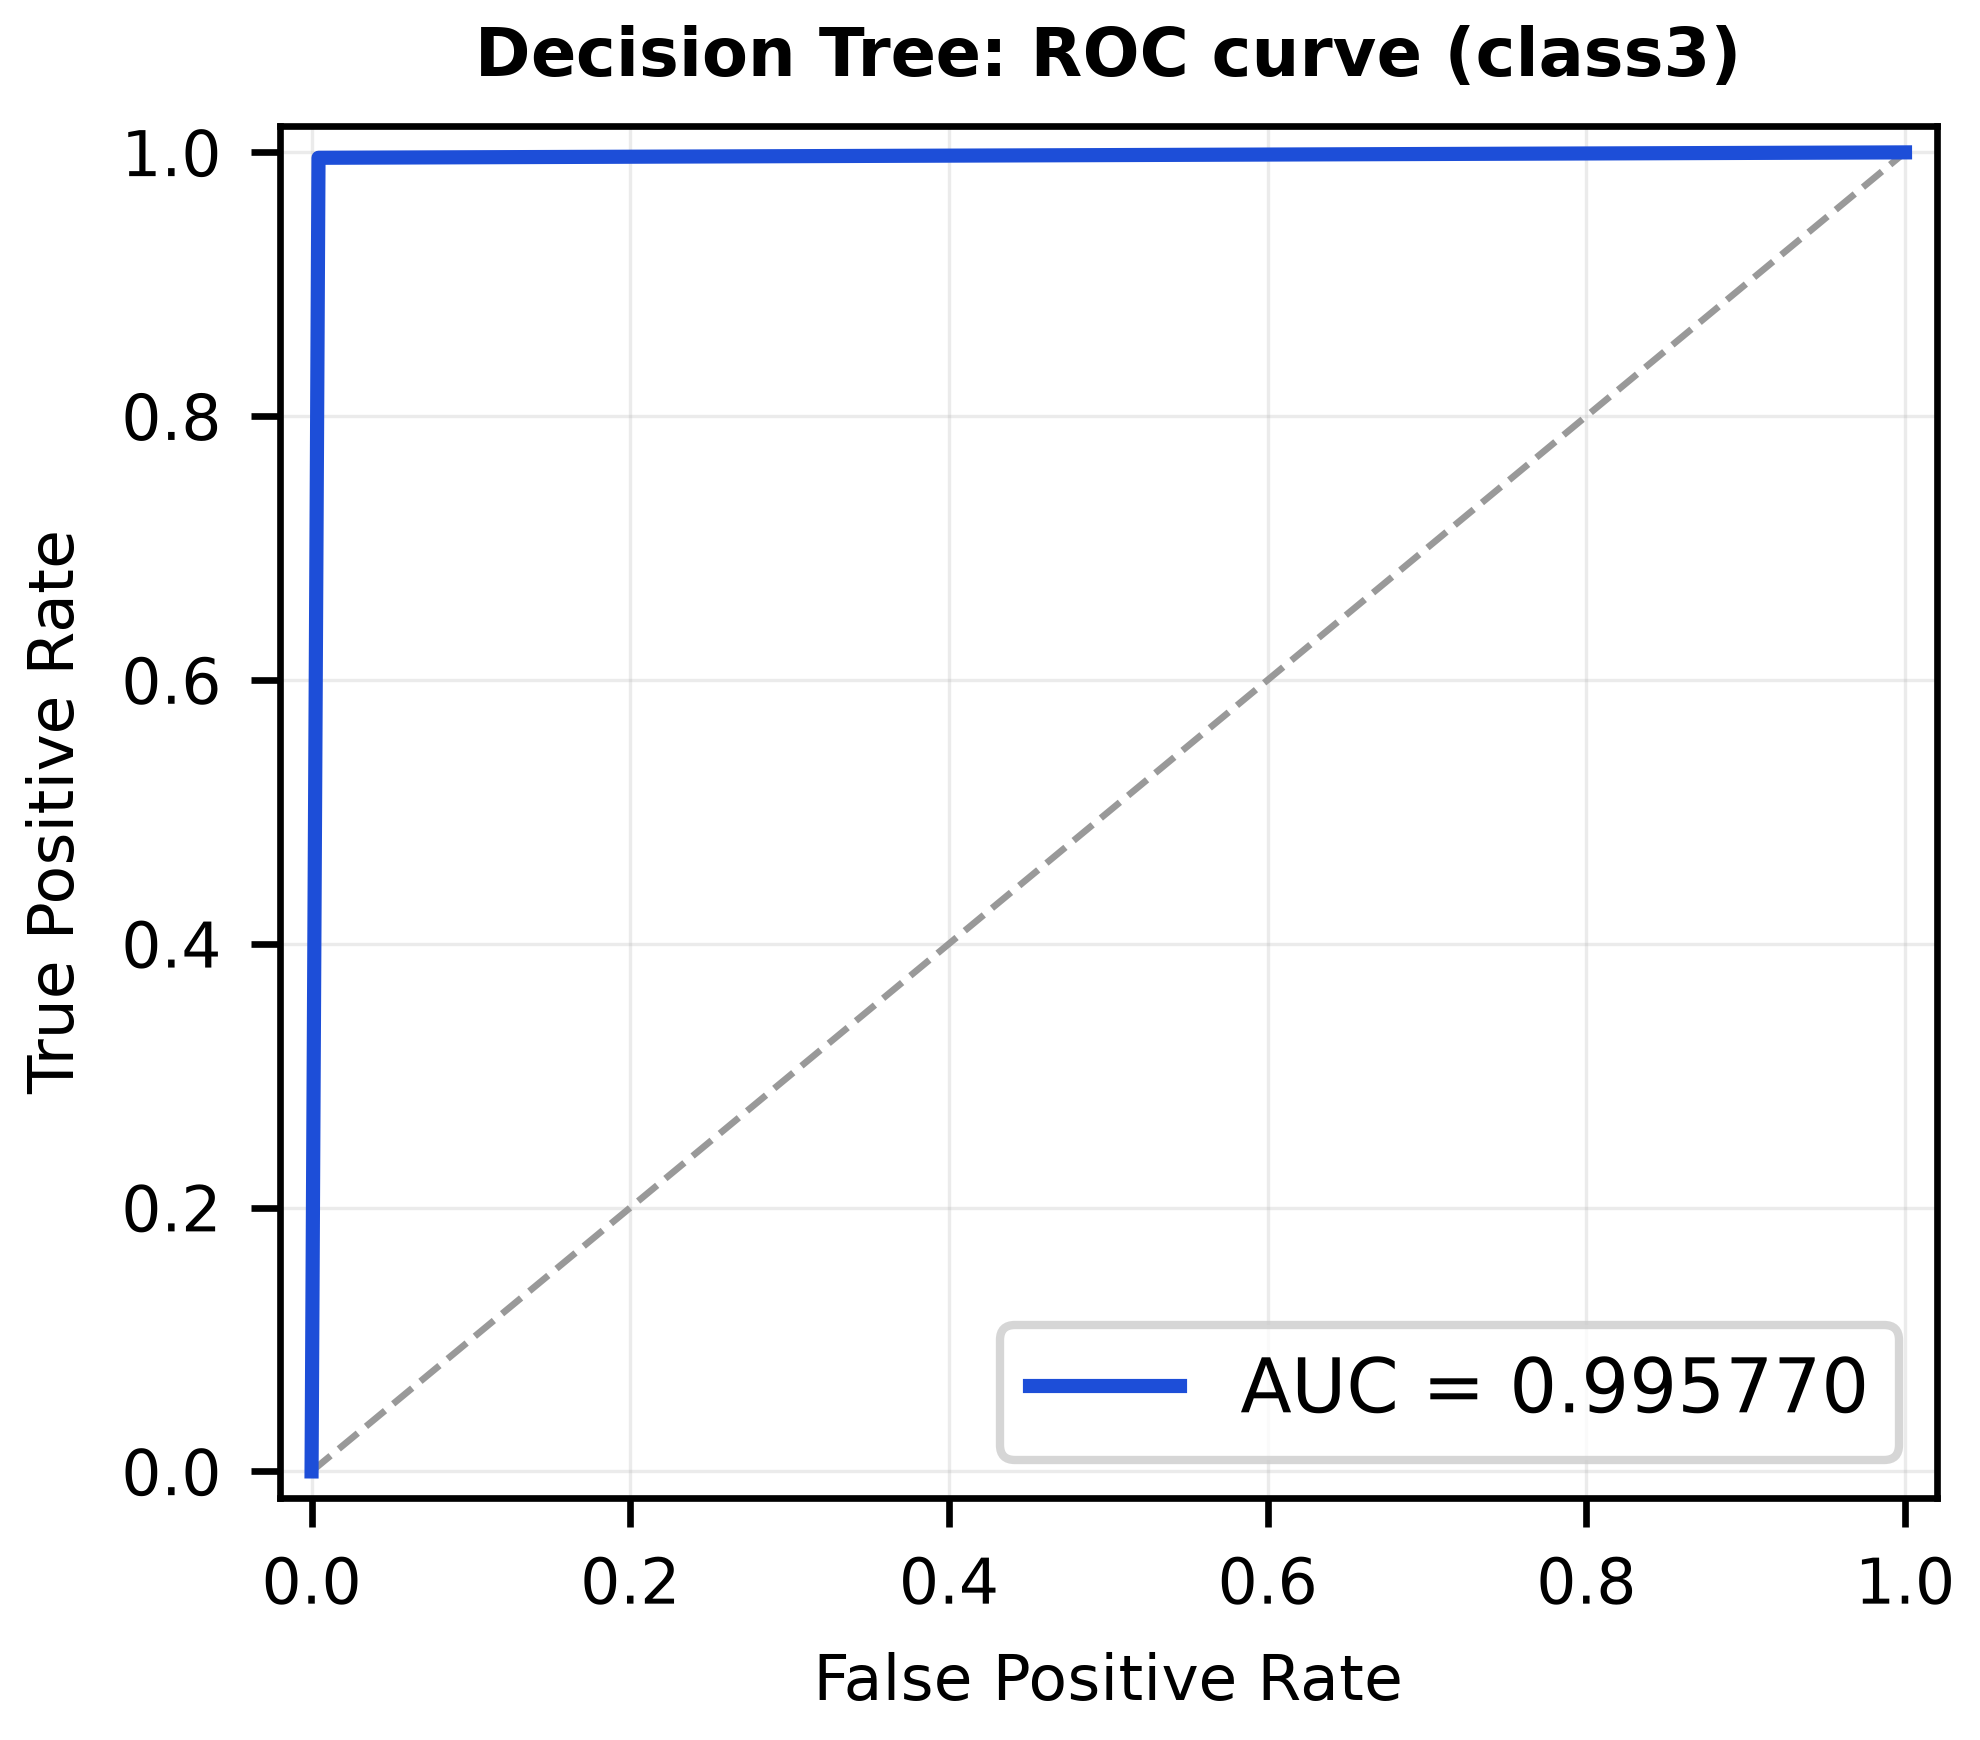 Decision Tree: ROC curve (class3)
True Positive Rate
1.0
0.8
0.6
0.4
0.2
0.0
AUC = 0.995770
0.0 0.2 0.4 0.6 0.8 1.0
False Positive Rate